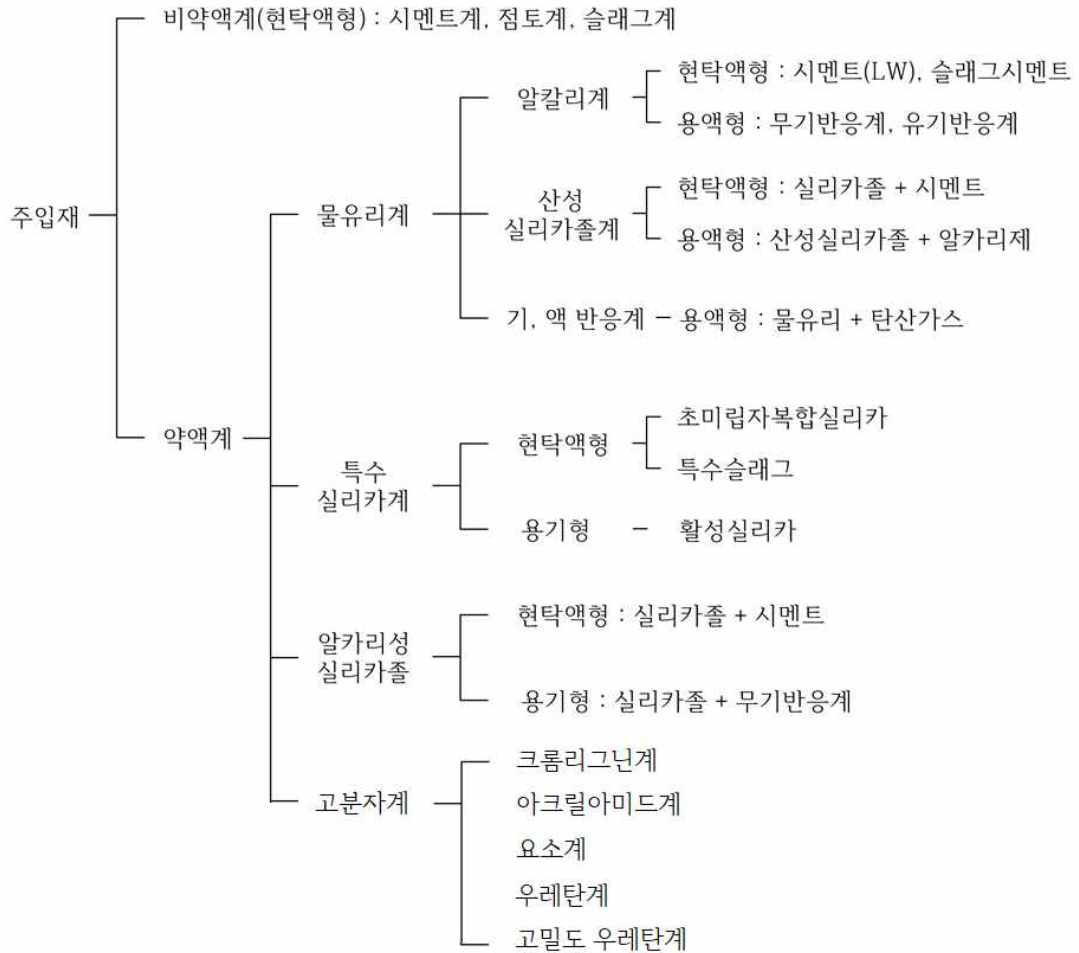 비약액계(현탁액형) : 시멘트계, 점토계, 슬래그계
현탁액형 : 시멘트(LW), 슬래그시멘트
알칼리계
용액형 : 무기반응계, 유기반응계
현탁액형 : 실리카졸 + 시멘트
주입재
물유리계
산성
실리카졸계
용액형 : 산성실리카졸 + 알카리제
기, 액 반응계 - 용액형 : 물유리 + 탄산가스
초미립자복합실리카
약액계
현탁액형
특수
실리카계
특수슬래그
용기형 - 활성실리카
현탁액형 : 실리카졸 + 시멘트
알카리성
실리카졸
용기형 : 실리카졸 + 무기반응계
크롬리그닌계
고분자계
아크릴아미드계
요소계
우레탄계
고밀도 우레탄계